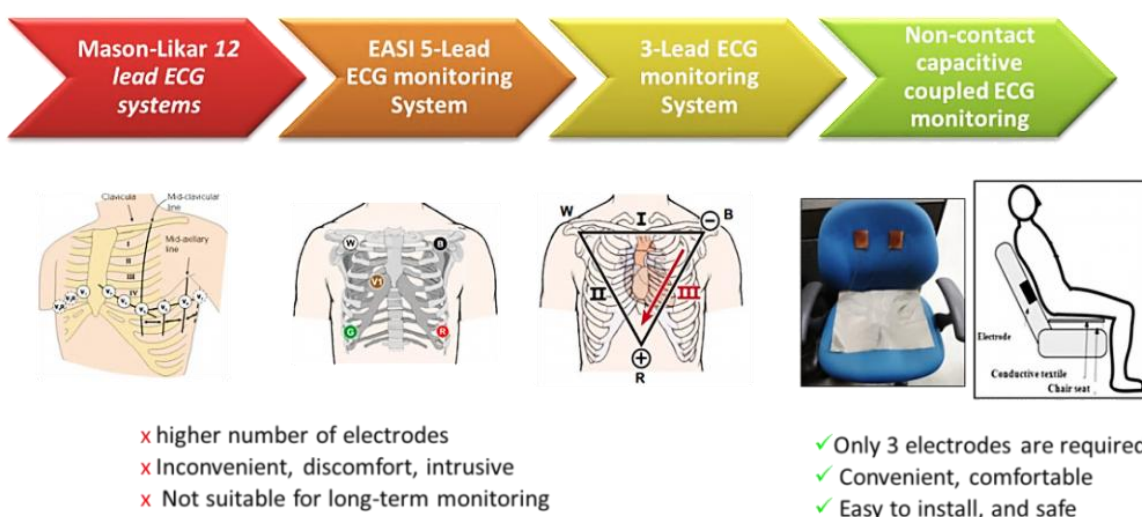 Mason-Likar 12
lead ECG
systems
EASI 5-Lead
ECG monitoring
System
3-Lead ECG
monitoring
System
Non-contact
capacitive
coupled ECG
monitoring
Clavicula
Mid-clavicular
line
Mid-axillary
line
I
II
III
IV
W
B
V1
G
R
W
I
B
II
III
R
Electrode
Conductive textile
Chair seat
x higher number of electrodes
x Inconvenient, discomfort, intrusive
x Not suitable for long-term monitoring
✓Only 3 electrodes are required
✓ Convenient, comfortable
✓ Easy to install, and safe